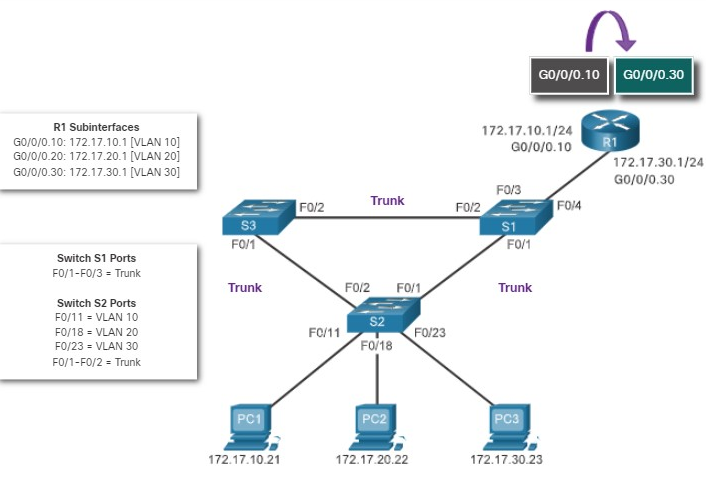 G0/0/0.10
G0/0/0.30
172.17.10.1/24
G0/0/0.10
R1
172.17.30.1/24
G0/0/0.30
R1 Subinterfaces
G0/0/0.10: 172.17.10.1 [VLAN 10]
G0/0/0.20: 172.17.20.1 [VLAN 20]
G0/0/0.30: 172.17.30.1 [VLAN 30]
F0/3
F0/2
Trunk
F0/2
F0/4
S3
S1
F0/1
F0/1
Switch S1 Ports
F0/1-F0/3 = Trunk
Switch S2 Ports
F0/11 = VLAN 10
F0/18 = VLAN 20
F0/23 = VLAN 30
F0/1-F0/2 = Trunk
Trunk
F0/2
F0/1
Trunk
S2
F0/11
F0/18
F0/23
PC1
PC2
PC3
172.17.10.21
172.17.20.22
172.17.30.23